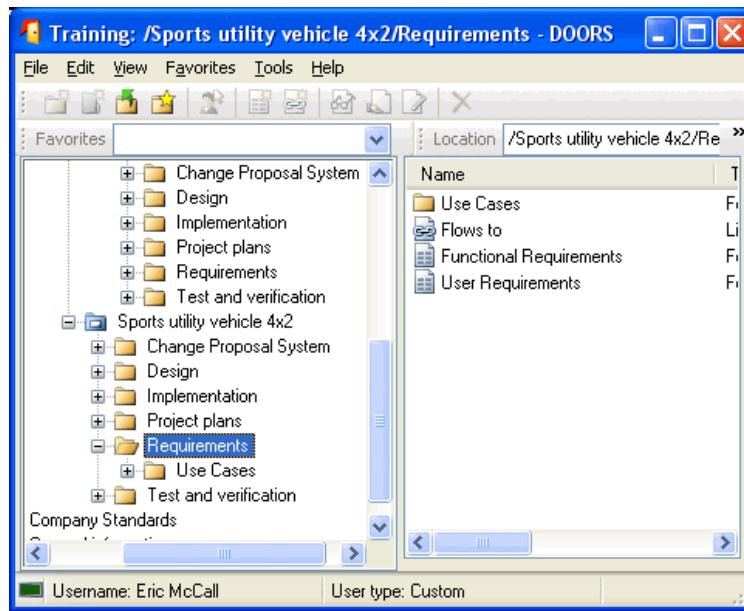 Training: /Sports utility vehicle 4x2/Requirements - DOORS
File Edit View Favorites Tools Help
Favorites
Location /Sports utility vehicle 4x2/Re
Change Proposal System
Design
Implementation
Project plans
Requirements
Test and verification
Sports utility vehicle 4x2
Change Proposal System
Design
Implementation
Project plans
Requirements
Use Cases
Test and verification
Company Standards
Name T
Use Cases F
Flows to Li
Functional Requirements F
User Requirements F
Username: Eric McCall User type: Custom